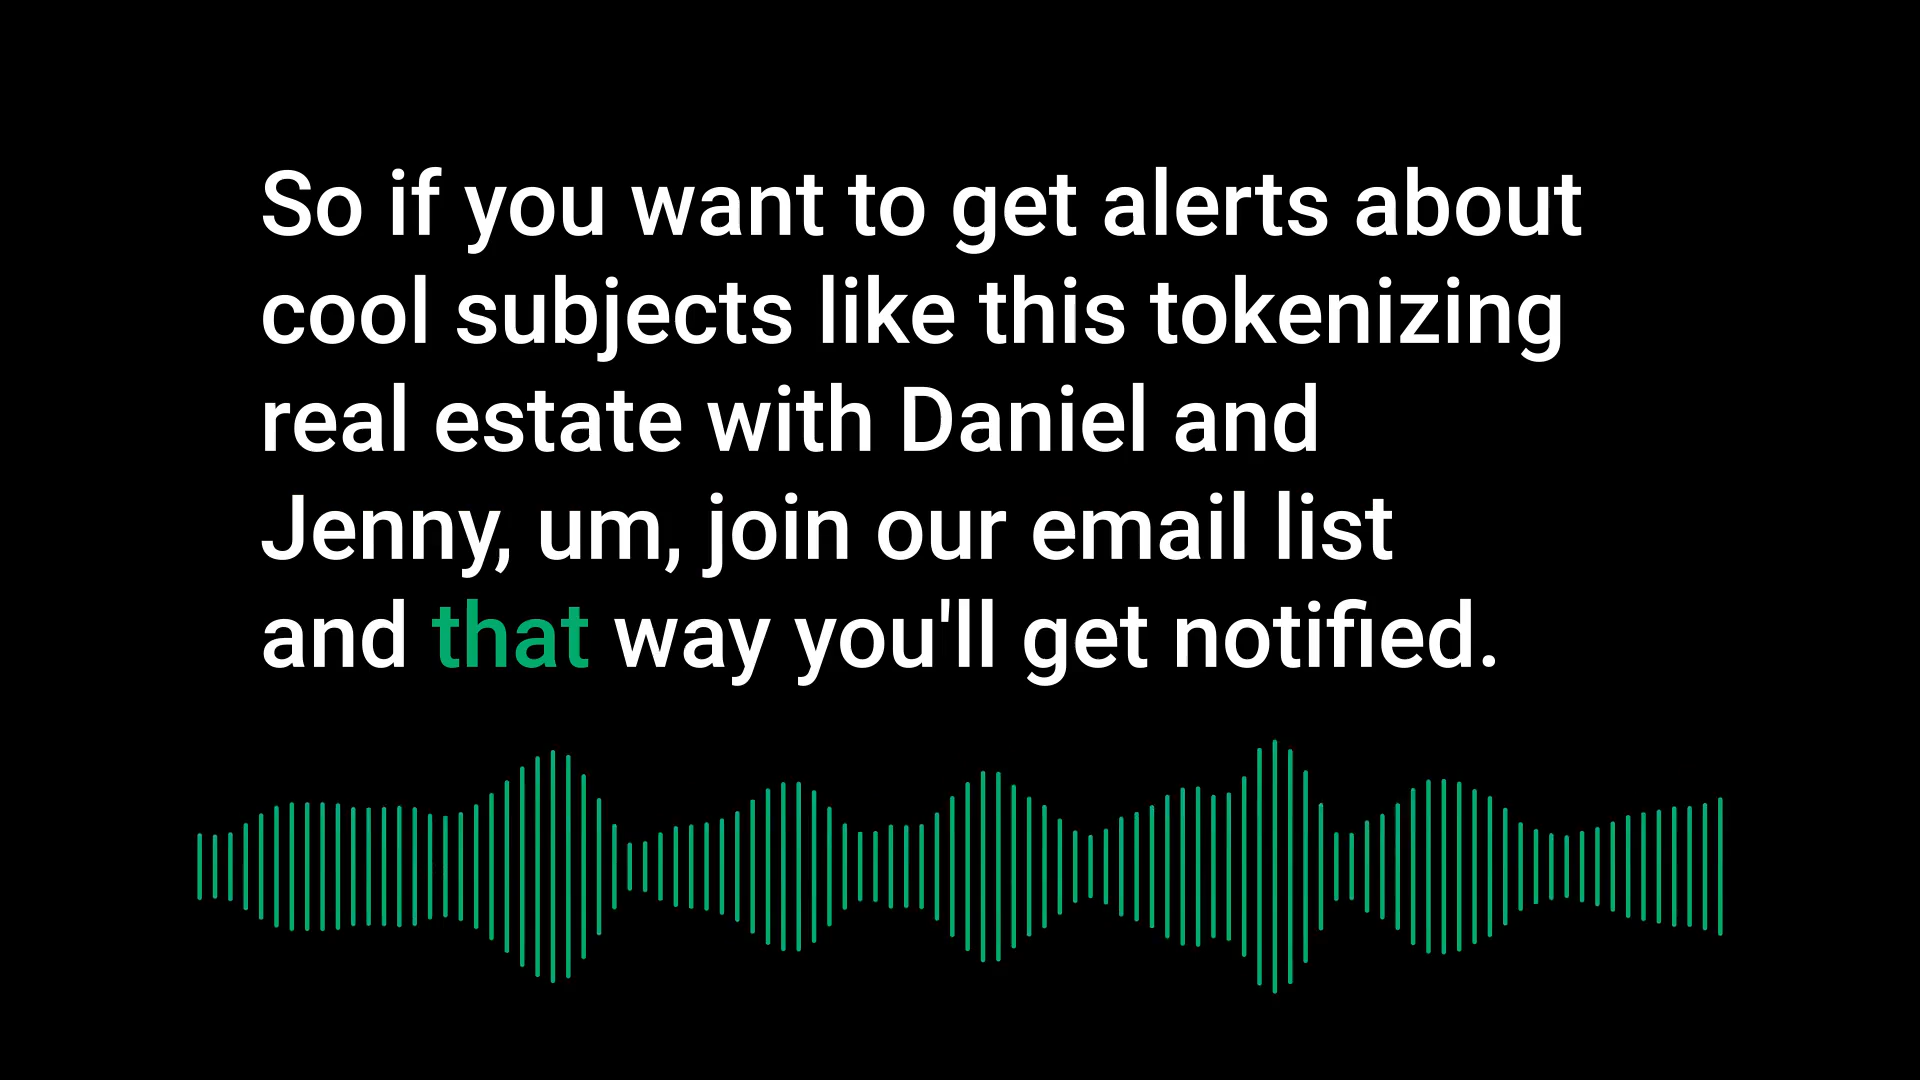 So if you want to get alerts about
cool subjects like this tokenizing
real estate with Daniel and
Jenny, um, join our email list
and that way you'll get notified.